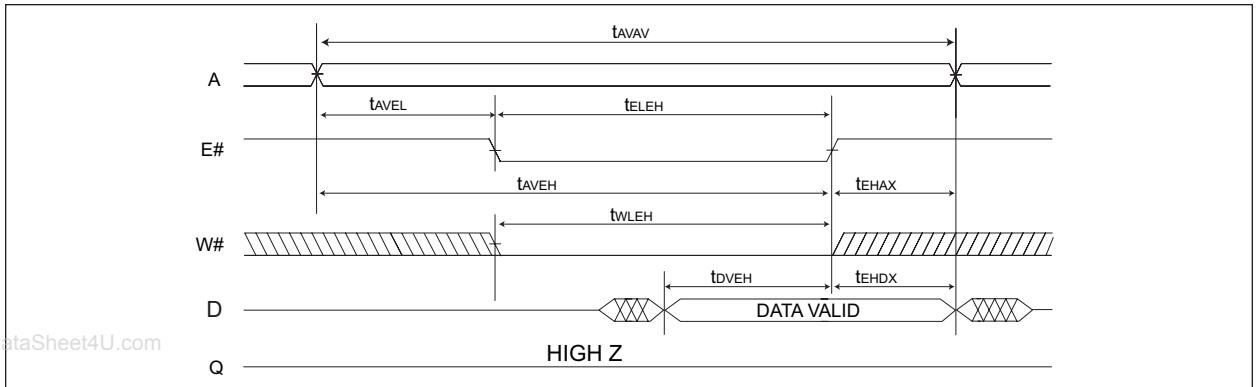 tAVAV
A
tAVEL tELEH
E#
tAVEH tEHAX
tWLEH
W#
tDVEH tEHDX
D DATA VALID
ataSheet4U.com
HIGH Z
Q